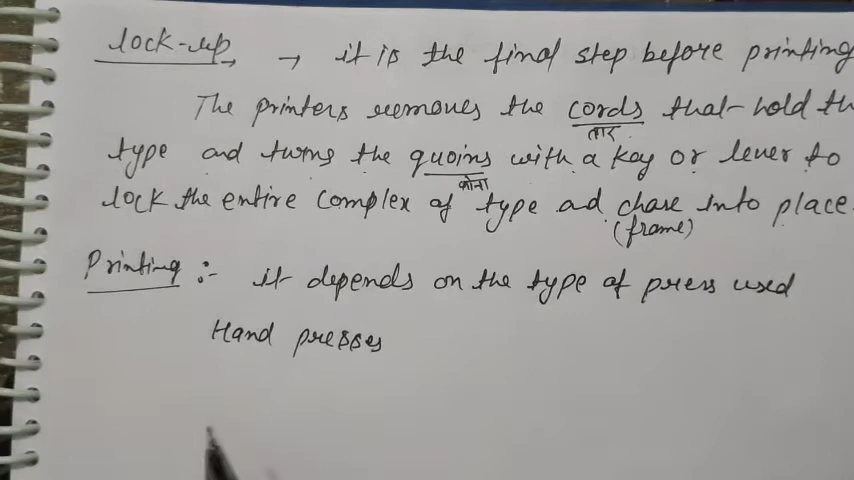 lock-up → it is the final step before printing
The printers removes the cords that hold th
तार
type and turns the quoins with a key or lever to
कोना
lock the entire complex of type ad chase into place.
(frame)
Printing :- it depends on the type of press used
Hand presses